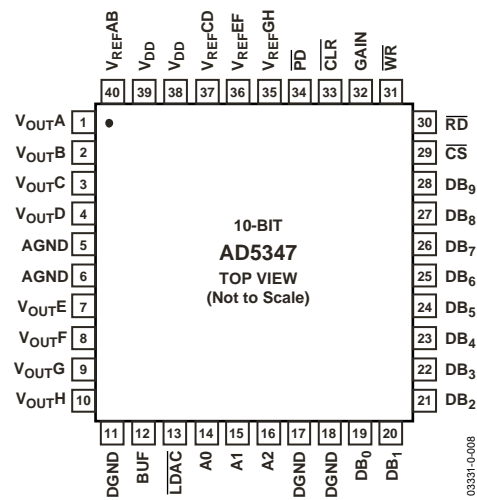 VREFAB
VDD
VDD
VREFCD
VREFEF
VREFGH
PD
CLR
GAIN
WR
40
39
38
37
36
35
34
33
32
31
VOUTA 1
VOUTB 2
VOUTC 3
VOUTD 4
AGND 5
AGND 6
VOUTE 7
VOUTF 8
VOUTG 9
VOUTH 10
10-BIT
AD5347
TOP VIEW
(Not to Scale)
30 RD
29 CS
28 DB9
27 DB8
26 DB7
25 DB6
24 DB5
23 DB4
22 DB3
21 DB2
11
12
13
14
15
16
17
18
19
20
DGND
BUF
LDAC
A0
A1
A2
DGND
DGND
DB0
DB1
03331-0-008